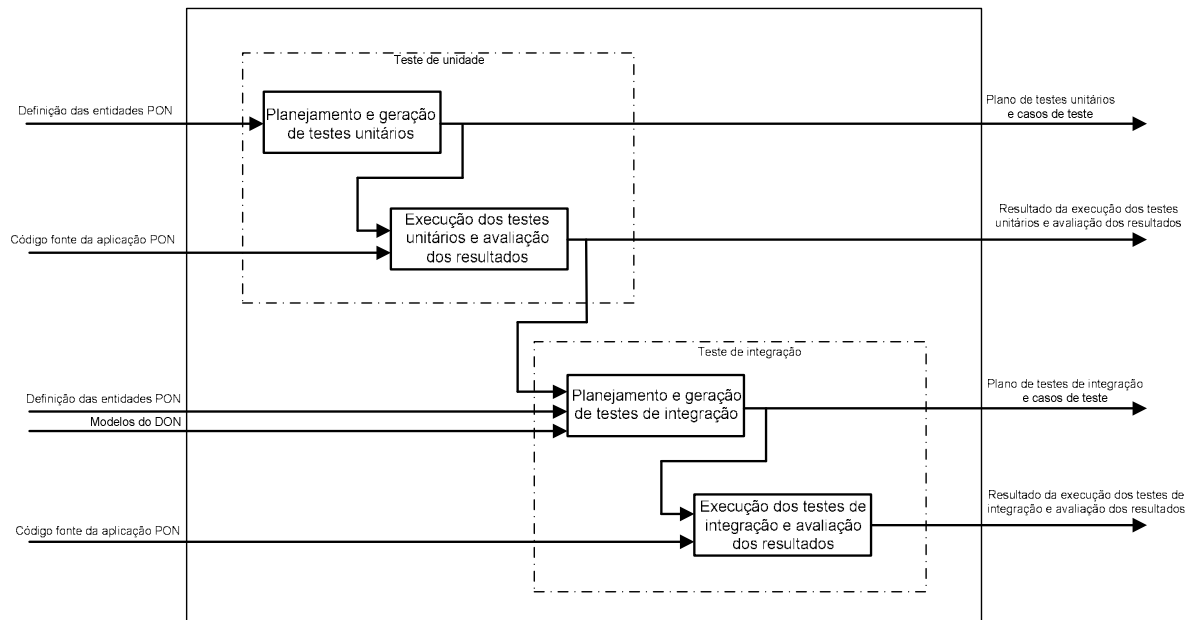 Teste de unidade
Definição das entidades PON
Planejamento e geração
de testes unitários
Plano de testes unitários
e casos de teste
Código fonte da aplicação PON
Execução dos testes
unitários e avaliação
dos resultados
Resultado da execução dos testes
unitários e avaliação dos resultados
Teste de integração
Definição das entidades PON
Modelos do DON
Planejamento e geração
de testes de integração
Plano de testes de integração
e casos de teste
Código fonte da aplicação PON
Execução dos testes de
integração e avaliação
dos resultados
Resultado da execução dos testes de
integração e avaliação dos resultados